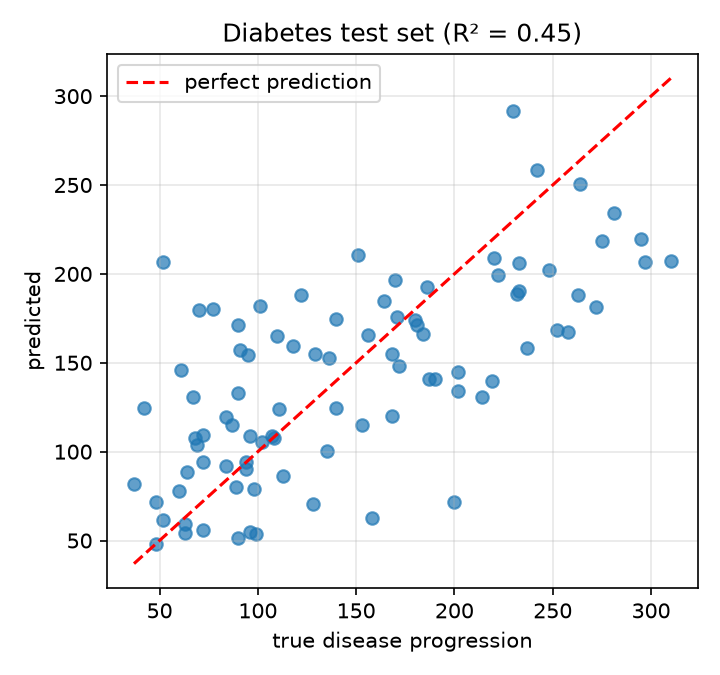 Diabetes test set (R² = 0.45)
perfect prediction
300
250
200
150
100
50
predicted
50 100 150 200 250 300
true disease progression